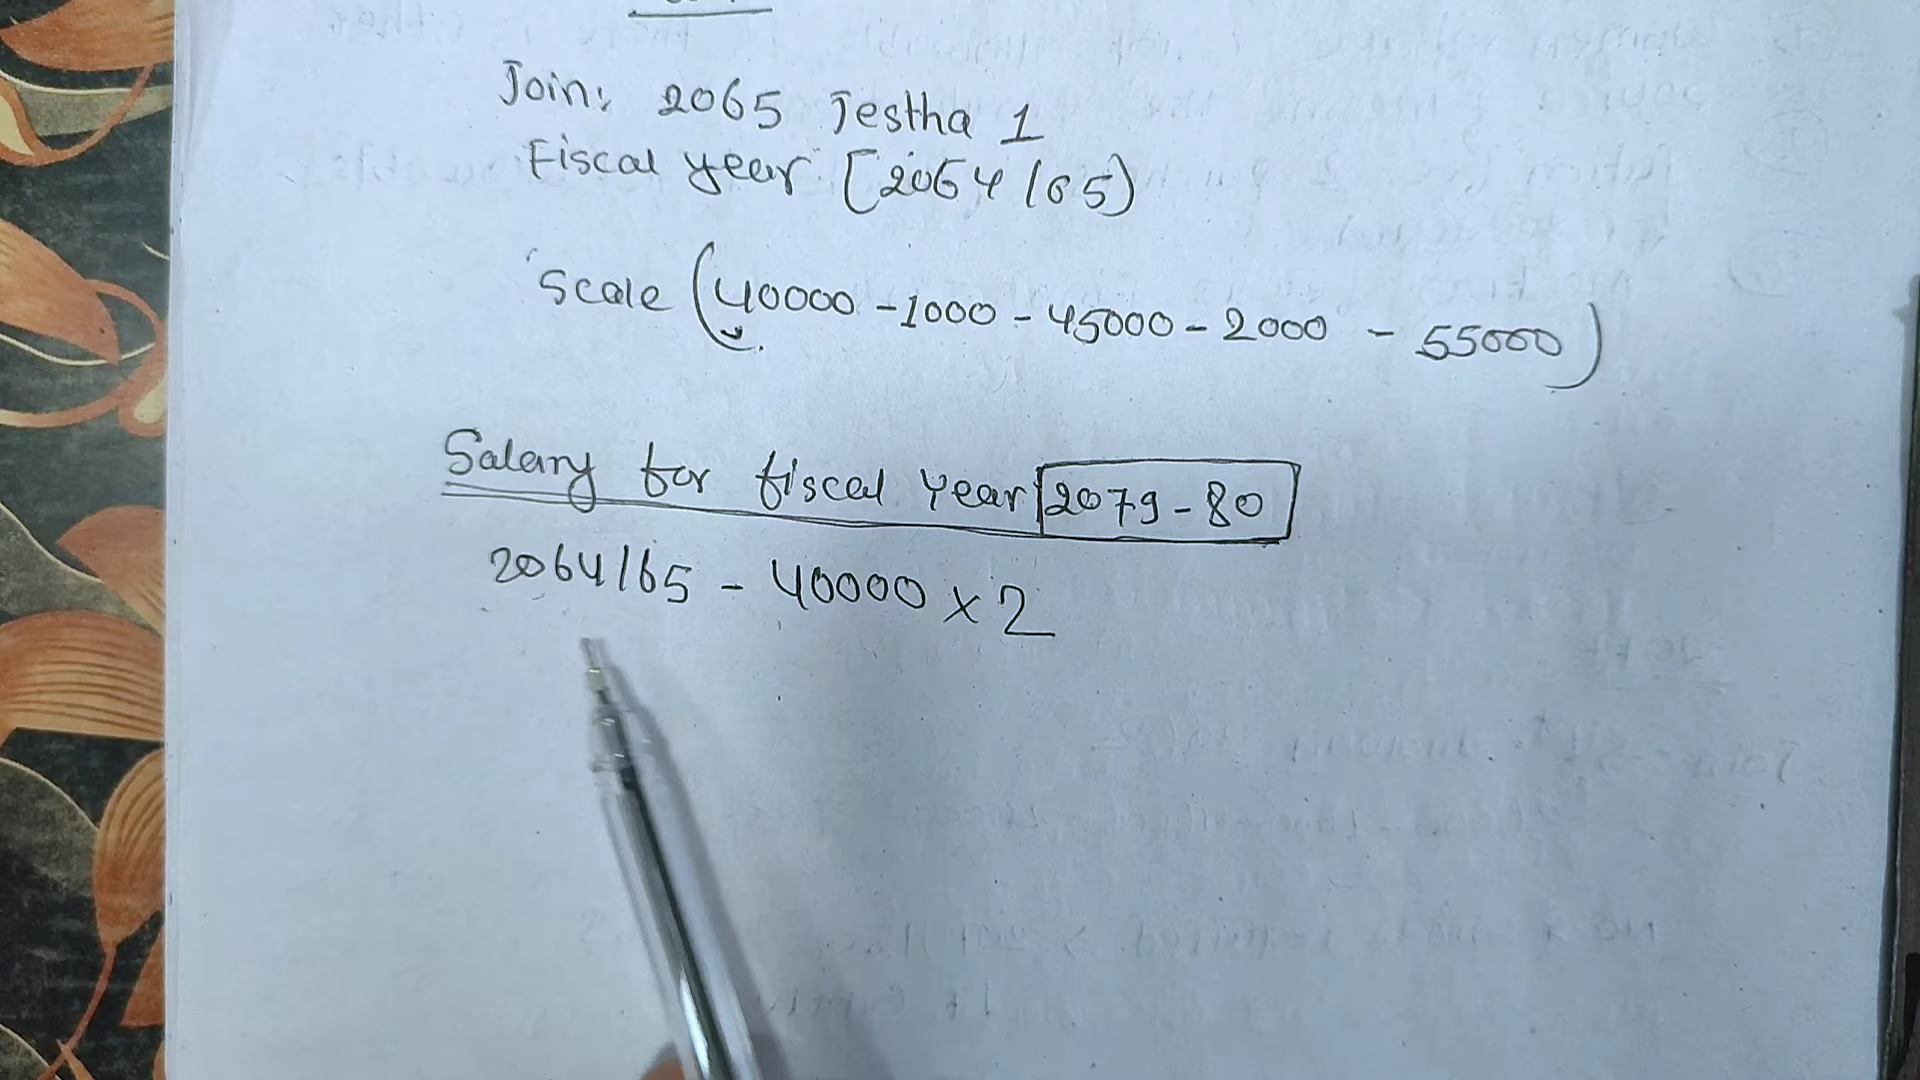 Join: 2065 Jestha 1
Fiscal year [2064/65)
Scale (40000 - 1000 - 45000 - 2000 - 55000)
Salary for fiscal Year 2079-80
2064/65 - 40000 × 2